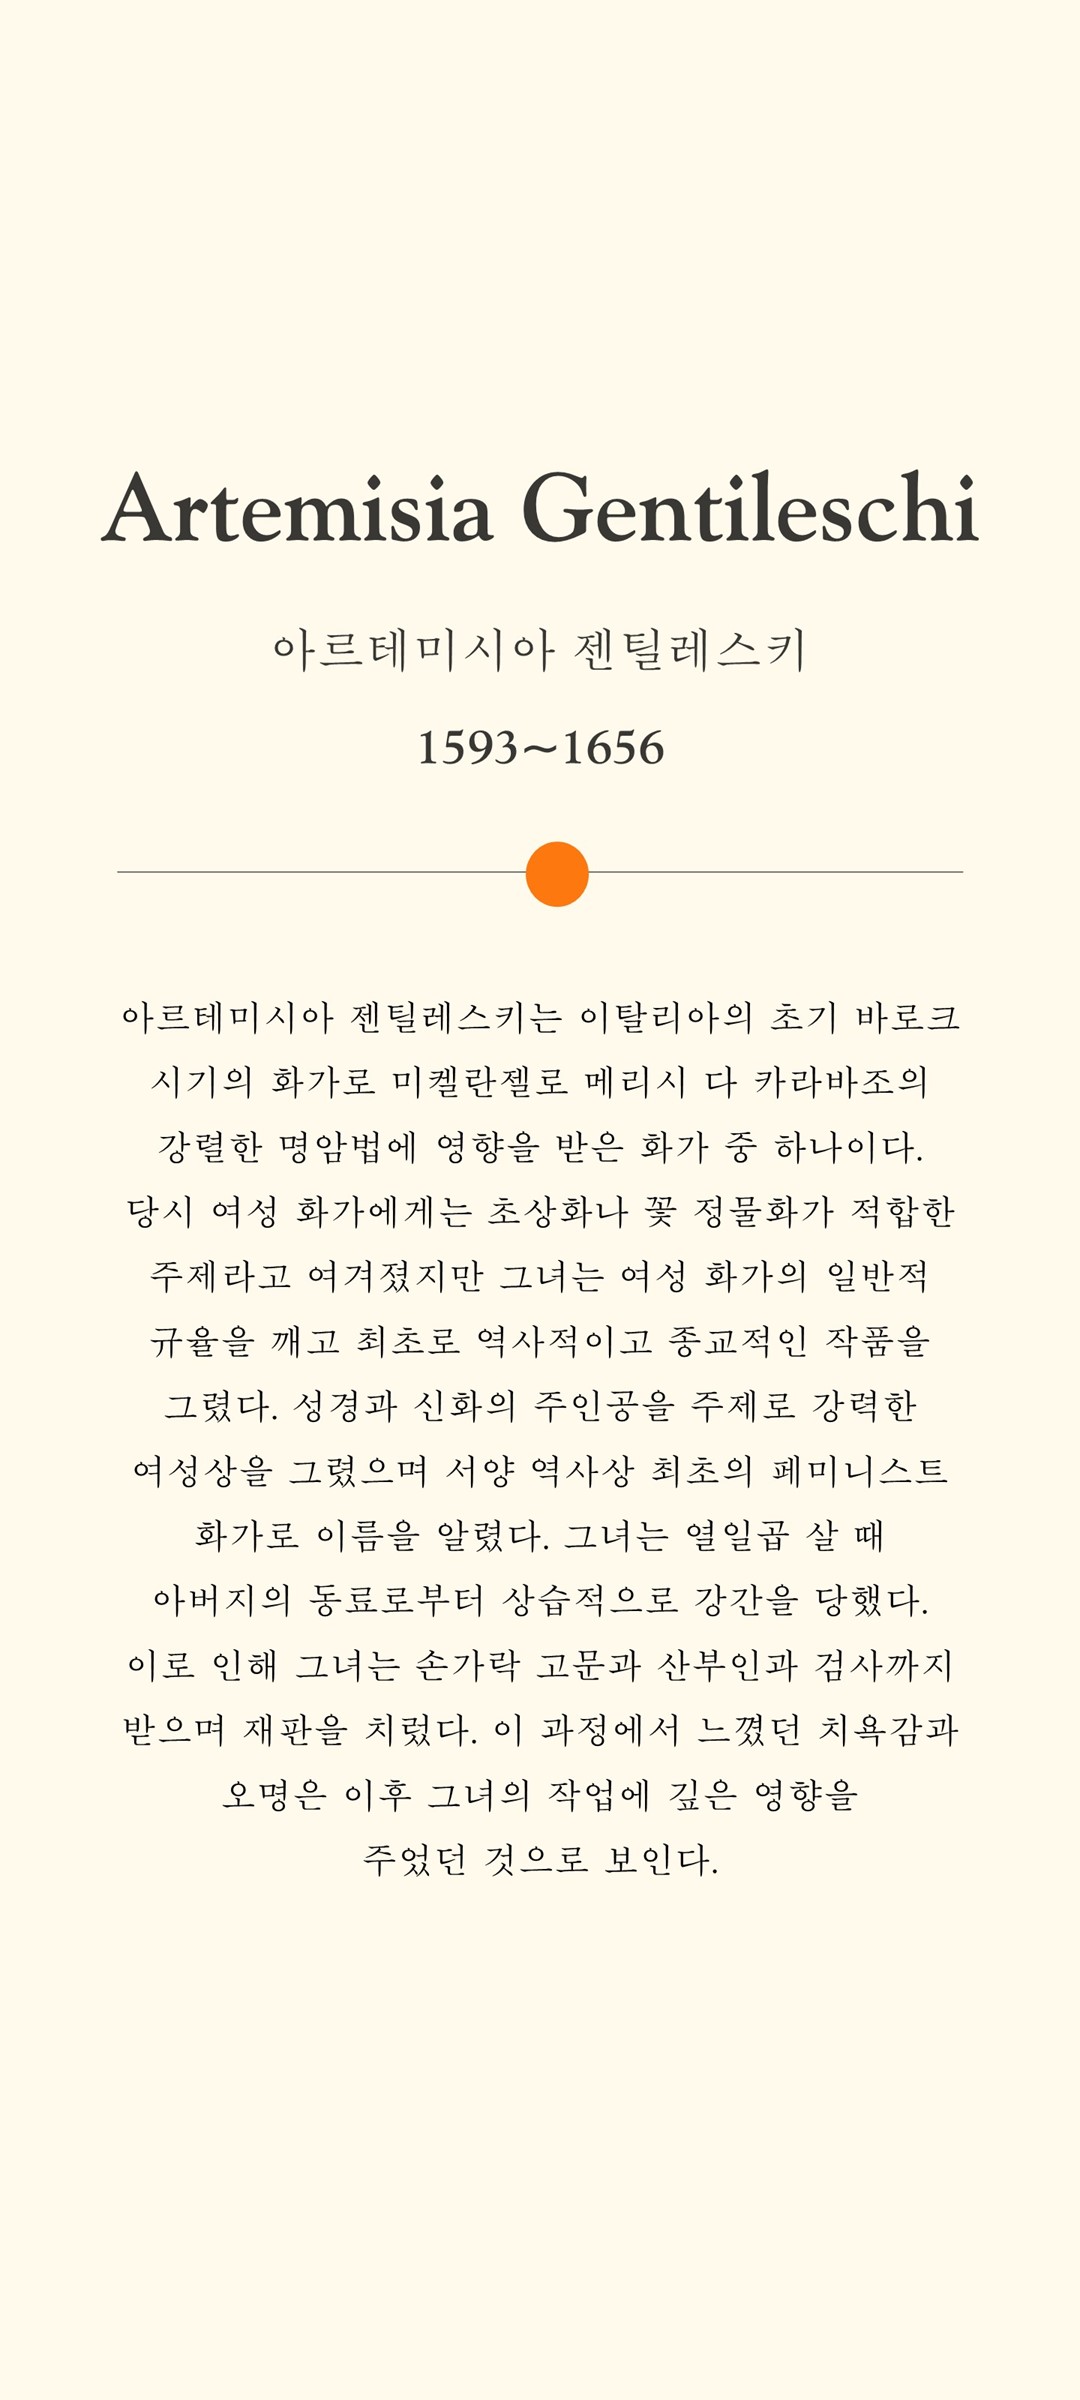 Artemisia Gentileschi
아르테미시아 젠틸레스키
1593~1656
아르테미시아 젠틸레스키는 이탈리아의 초기 바로크
시기의 화가로 미켈란젤로 메리시 다 카라바조의
강렬한 명암법에 영향을 받은 화가 중 하나이다.
당시 여성 화가에게는 초상화나 꽃 정물화가 적합한
주제라고 여겨졌지만 그녀는 여성 화가의 일반적
규율을 깨고 최초로 역사적이고 종교적인 작품을
그렸다. 성경과 신화의 주인공을 주제로 강력한
여성상을 그렸으며 서양 역사상 최초의 페미니스트
화가로 이름을 알렸다. 그녀는 열일곱 살 때
아버지의 동료로부터 상습적으로 강간을 당했다.
이로 인해 그녀는 손가락 고문과 산부인과 검사까지
받으며 재판을 치렀다. 이 과정에서 느꼈던 치욕감과
오명은 이후 그녀의 작업에 깊은 영향을
주었던 것으로 보인다.